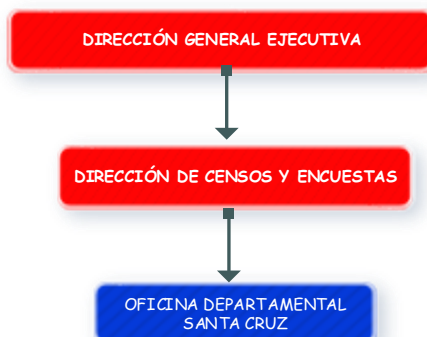 DIRECCIÓN GENERAL EJECUTIVA
DIRECCIÓN DE CENSOS Y ENCUESTAS
OFICINA DEPARTAMENTAL
SANTA CRUZ